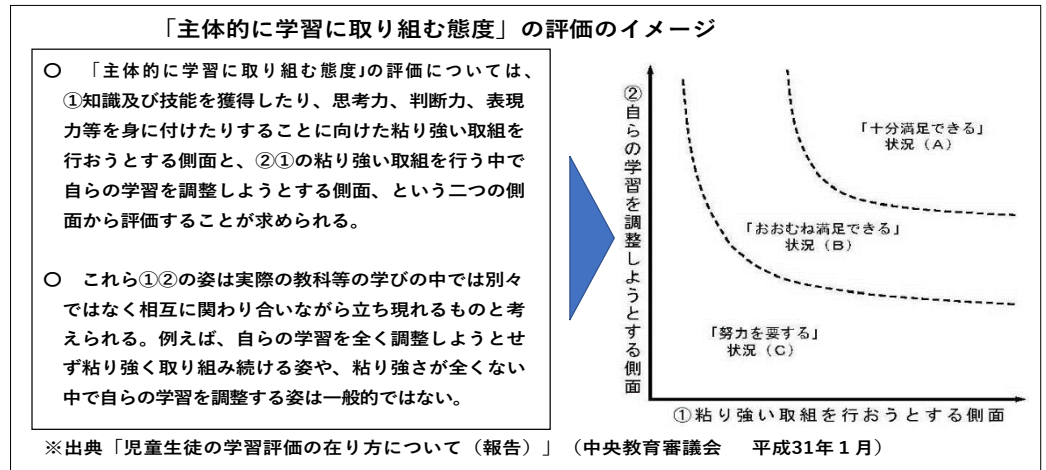 「主体的に学習に取り組む態度」の評価のイメージ
〇　「主体的に学習に取り組む態度」の評価については、
①知識及び技能を獲得したり、思考力、判断力、表現
力等を身に付けたりすることに向けた粘り強い取組を
行おうとする側面と、②①の粘り強い取組を行う中で
自らの学習を調整しようとする側面、という二つの側
面から評価することが求められる。
〇　これら①②の姿は実際の教科等の学びの中では別々
ではなく相互に関わり合いながら立ち現れるものと考
えられる。例えば、自らの学習を全く調整しようとせ
ず粘り強く取り組み続ける姿や、粘り強さが全くない
中で自らの学習を調整する姿は一般的ではない。
②自らの学習を調整しようとする側面
「十分満足できる」
状況（A）
「おおむね満足できる」
状況（B）
「努力を要する」
状況（C）
①粘り強い取組を行おうとする側面
※出典「児童生徒の学習評価の在り方について（報告）」（中央教育審議会　平成31年１月）